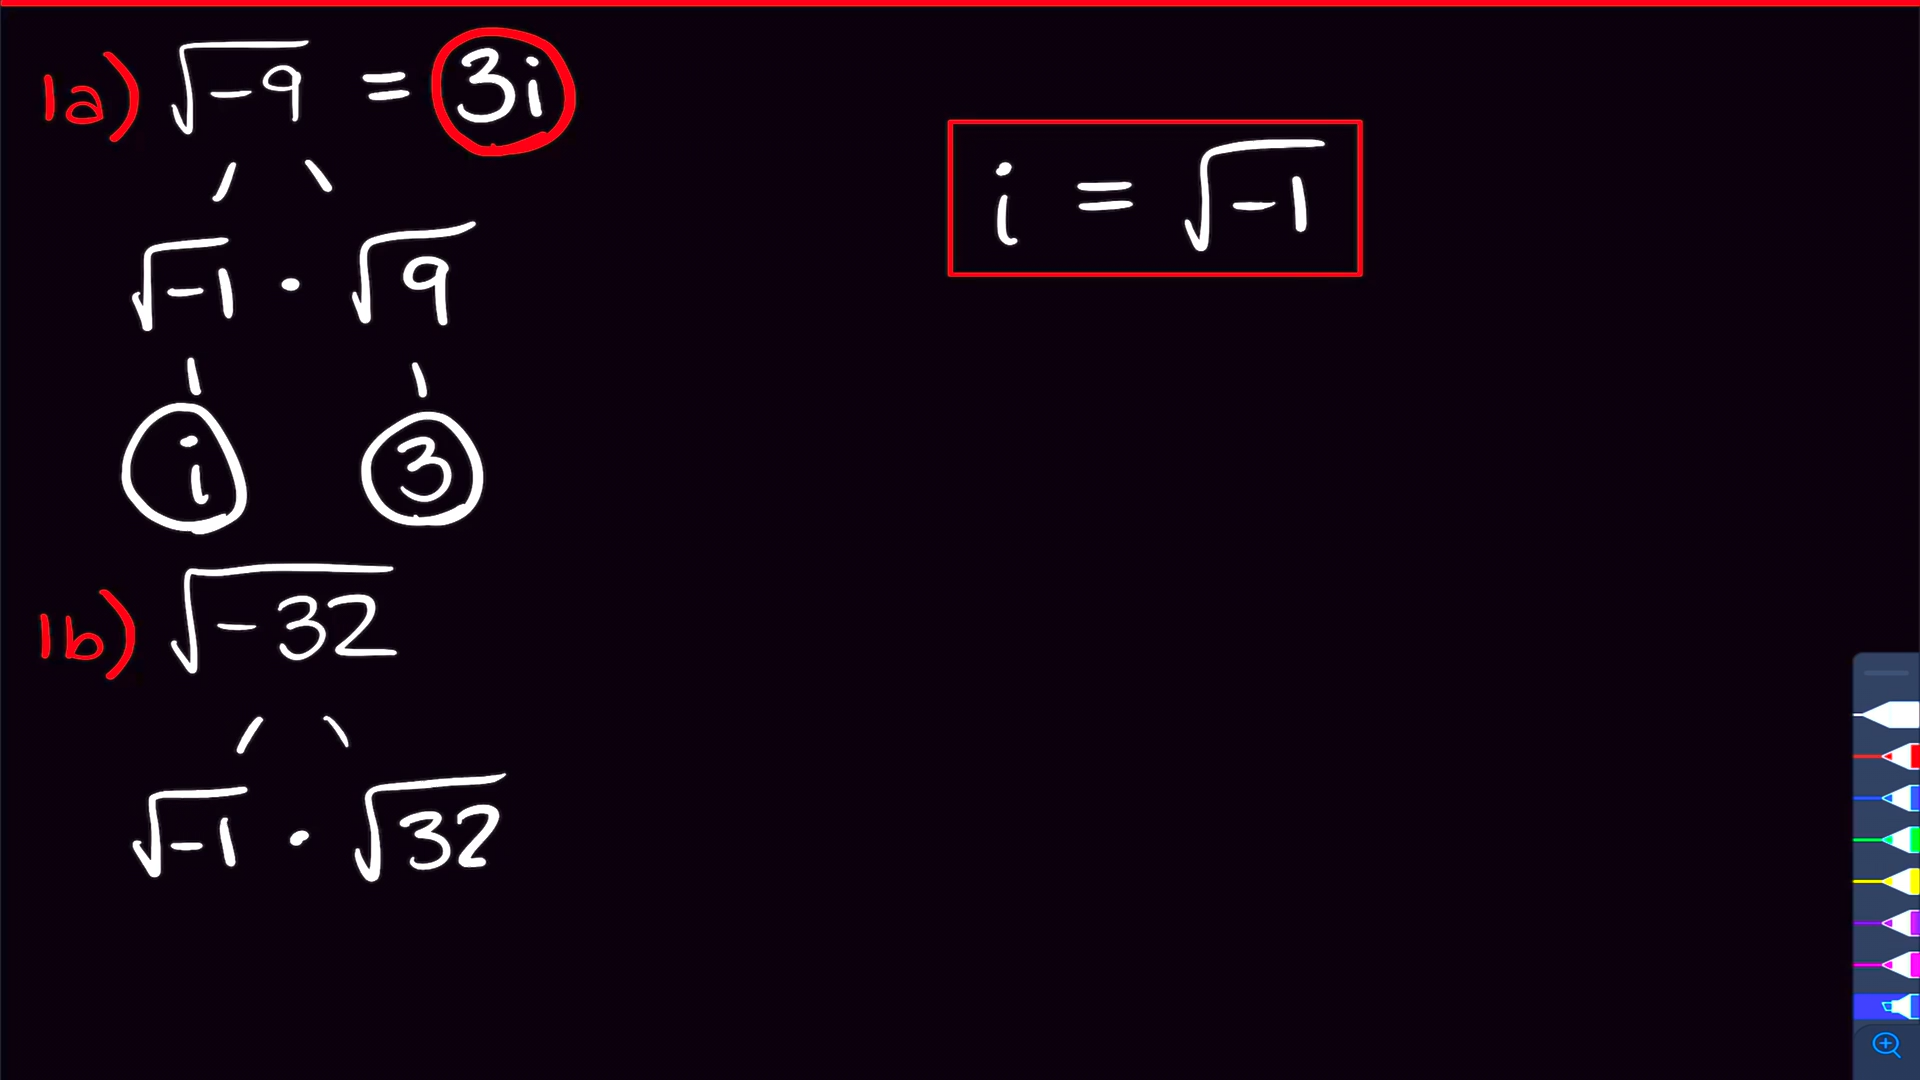 1a) √-9 = 3i
i = √-1
√-1 · √9
i 3
1b) √-32
√-1 · √32